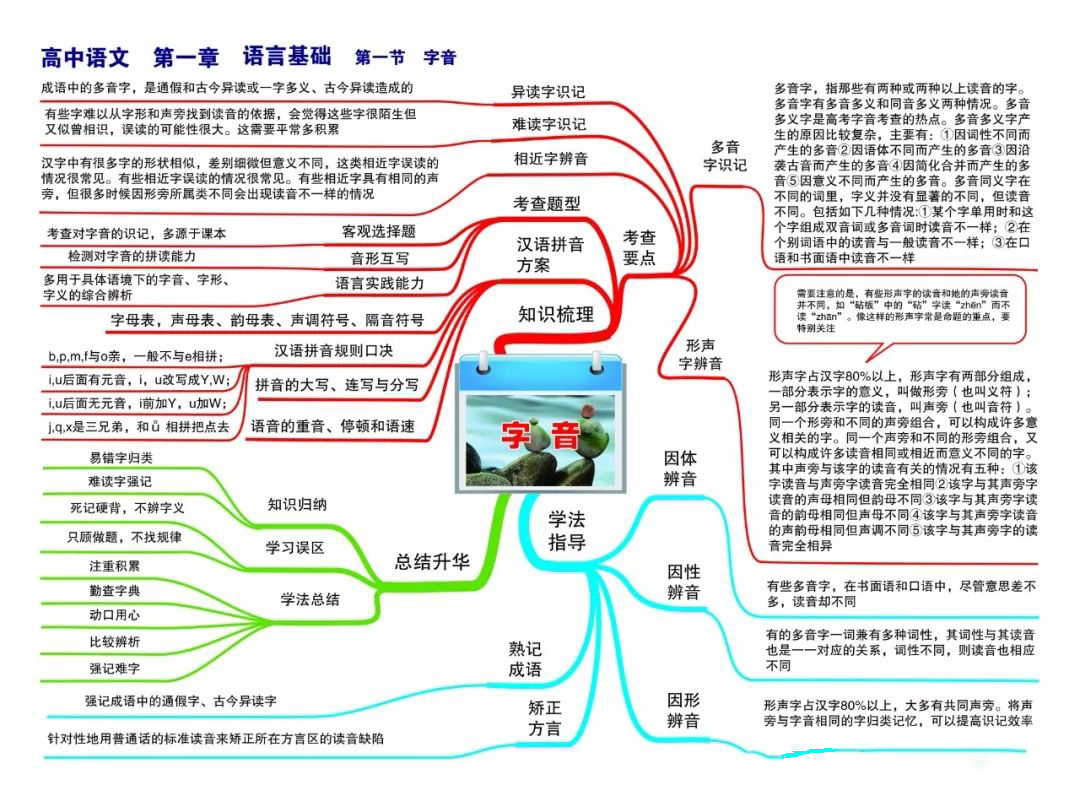 高中语文 第一章 语言基础 第一节 字音
成语中的多音字，是通假和古今异读或一字多义、古今异读造成的
异读字识记
有些字难以从字形和声旁找到读音的依据，会觉得这些字很陌生但
又似曾相识，误读的可能性很大。这需要平常多积累
难读字识记
汉字中有很多字的形状相似，差别细微但意义不同，这类相近字误读的
情况很常见。有些相近字误读的情况很常见。有些相近字具有相同的声
旁，但很多时候因形旁所属类不同会出现读音不一样的情况
相近字辨音
考查题型
考查对字音的识记，多源于课本
客观选择题
检测对字音的拼读能力
音形互写
多用于具体语境下的字音、字形、
字义的综合辨析
语言实践能力
汉语拼音
方案
考查
要点
知识梳理
字母表，声母表、韵母表、声调符号、隔音符号
汉语拼音规则口决
b,p,m,f与o亲，一般不与e相拼；
i,u后面有元音，i，u改写成Y,W；
i,u后面无元音，i前加Y，u加W；
j,q,x是三兄弟，和ü 相拼把点去
拼音的大写、连写与分写
语音的重音、停顿和语速
多音
字识记
多音字，指那些有两种或两种以上读音的字。
多音字有多音多义和同音多义两种情况。多音
多义字是高考字音考查的热点。多音多义字产
生的原因比较复杂，主要有：①因词性不同而
产生的多音②因语体不同而产生的多音③因沿
袭古音而产生的多音④因简化合并而产生的多
音⑤因意义不同而产生的多音。多音同义字在
不同的词里，字义并没有显著的不同，但读音
不同。包括如下几种情况:①某个字单用时和这
个字组成双音词或多音词时读音不一样；②在
个别词语中的读音与一般读音不一样；③在口
语和书面语中读音不一样
需要注意的是，有些形声字的读音和她的声旁读音
并不同，如“砧板”中的“砧”字读“zhēn”而不
读“zhān”。像这样的形声字常是命题的重点，要
特别关注
形声
字辨音
形声字占汉字80%以上，形声字有两部分组成，
一部分表示字的意义，叫做形旁（也叫义符）；
另一部分表示字的读音，叫声旁（也叫音符）。
同一个形旁和不同的声旁组合，可以构成许多意
义相关的字。同一个声旁和不同的形旁组合，又
可以构成许多读音相同或相近而意义不同的字。
其中声旁与该字的读音有关的情况有五种：①该
字读音与声旁字读音完全相同②该字与其声旁字
读音的声母相同但韵母不同③该字与其声旁字读
音的韵母相同但声母不同④该字与其声旁字读音
的声韵母相同但声调不同⑤该字与其声旁字的读
音完全相异
字 音
总结升华
知识归纳
易错字归类
难读字强记
学习误区
死记硬背，不辨字义
只顾做题，不找规律
学法总结
注重积累
勤查字典
动口用心
比较辨析
强记难字
学法
指导
因体
辨音
有些多音字，在书面语和口语中，尽管意思差不
多，读音却不同
因性
辨音
有的多音字一词兼有多种词性，其词性与其读音
也是一一对应的关系，词性不同，则读音也相应
不同
因形
辨音
形声字占汉字80%以上，大多有共同声旁。将声
旁与字音相同的字归类记忆，可以提高识记效率
熟记
成语
强记成语中的通假字、古今异读字
矫正
方言
针对性地用普通话的标准读音来矫正所在方言区的读音缺陷